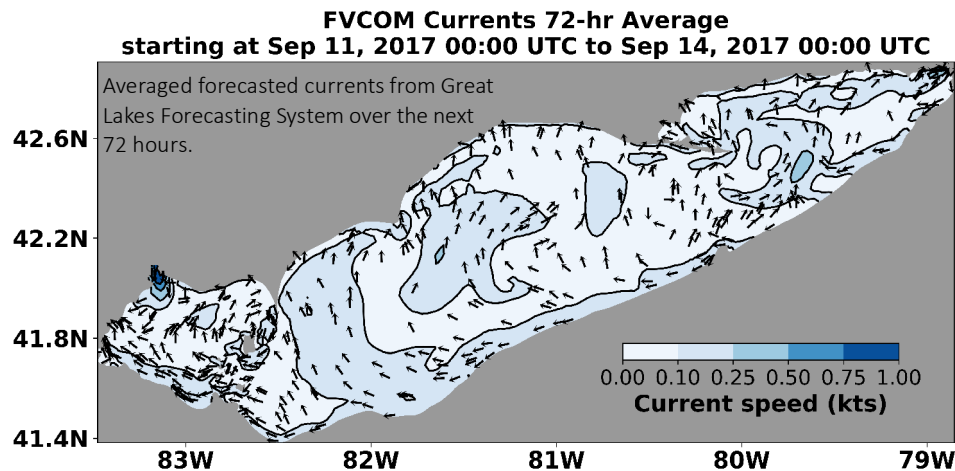 FVCOM Currents 72-hr Average
starting at Sep 11, 2017 00:00 UTC to Sep 14, 2017 00:00 UTC
Averaged forecasted currents from Great
Lakes Forecasting System over the next
72 hours.
42.6N
42.2N
41.8N
41.4N
0.00 0.10 0.25 0.50 0.75 1.00
Current speed (kts)
83W 82W 81W 80W 79W